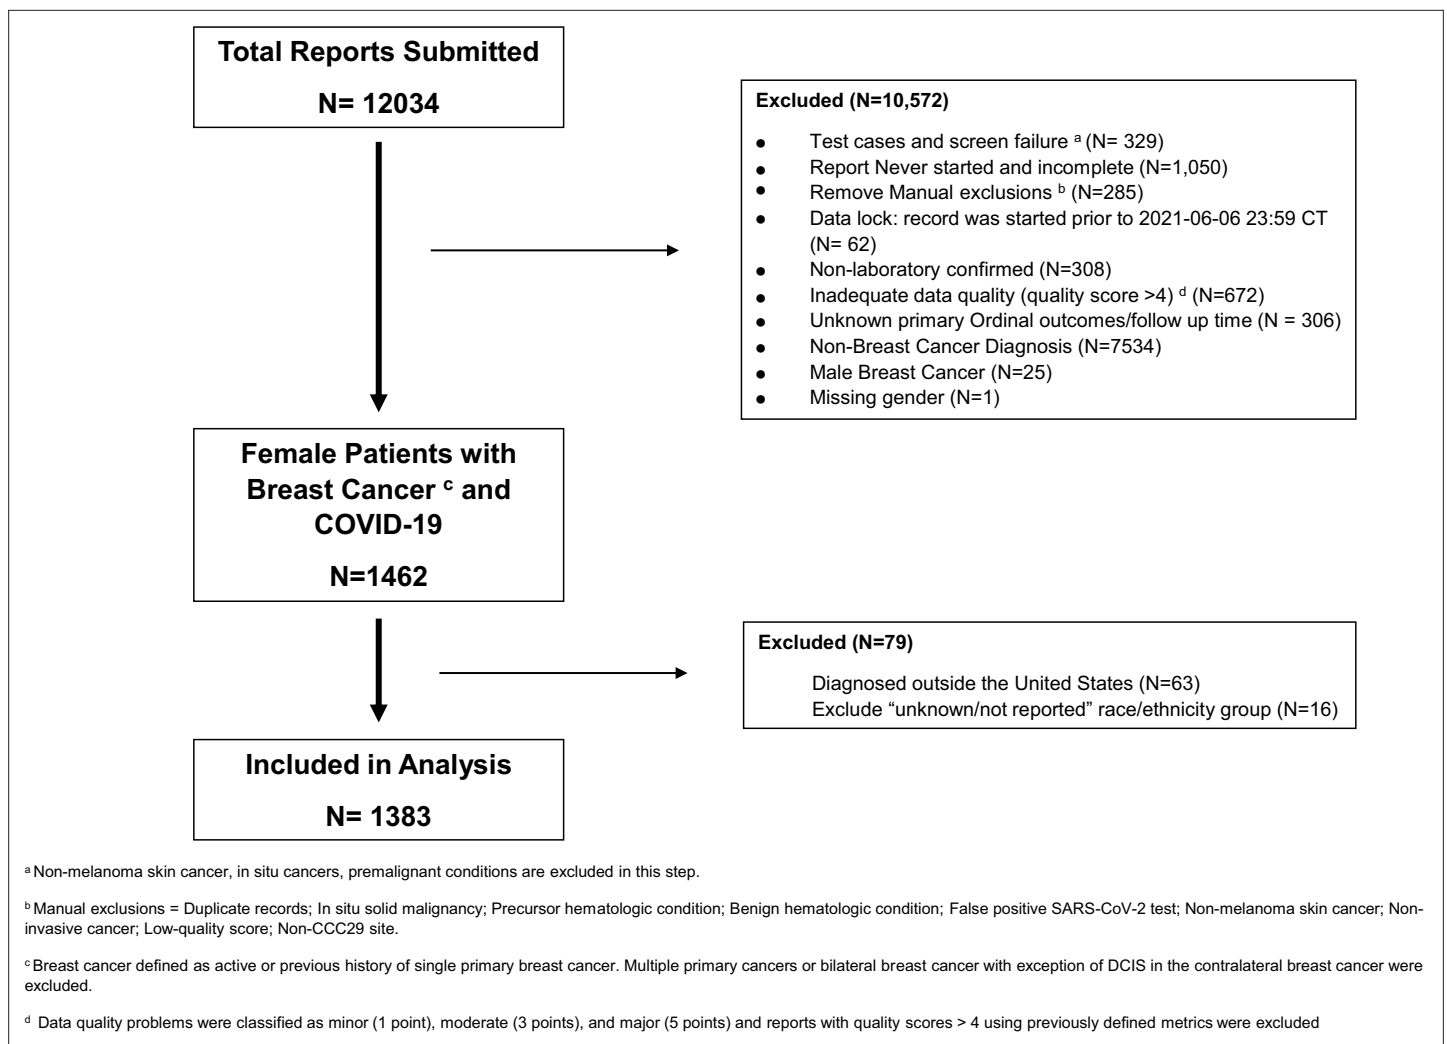 Total Reports Submitted
N= 12034
Excluded (N=10,572)
● Test cases and screen failure ᵃ (N= 329)
● Report Never started and incomplete (N=1,050)
● Remove Manual exclusions ᵇ (N=285)
● Data lock: record was started prior to 2021-06-06 23:59 CT
(N= 62)
● Non-laboratory confirmed (N=308)
● Inadequate data quality (quality score >4) ᵈ (N=672)
● Unknown primary Ordinal outcomes/follow up time (N = 306)
● Non-Breast Cancer Diagnosis (N=7534)
● Male Breast Cancer (N=25)
● Missing gender (N=1)
Female Patients with
Breast Cancer ᶜ and
COVID-19
N=1462
Excluded (N=79)
Diagnosed outside the United States (N=63)
Exclude “unknown/not reported” race/ethnicity group (N=16)
Included in Analysis
N= 1383
ᵃ Non-melanoma skin cancer, in situ cancers, premalignant conditions are excluded in this step.
ᵇ Manual exclusions = Duplicate records; In situ solid malignancy; Precursor hematologic condition; Benign hematologic condition; False positive SARS-CoV-2 test; Non-melanoma skin cancer; Non-
invasive cancer; Low-quality score; Non-CCC29 site.
ᶜ Breast cancer defined as active or previous history of single primary breast cancer. Multiple primary cancers or bilateral breast cancer with exception of DCIS in the contralateral breast cancer were
excluded.
ᵈ Data quality problems were classified as minor (1 point), moderate (3 points), and major (5 points) and reports with quality scores > 4 using previously defined metrics were excluded